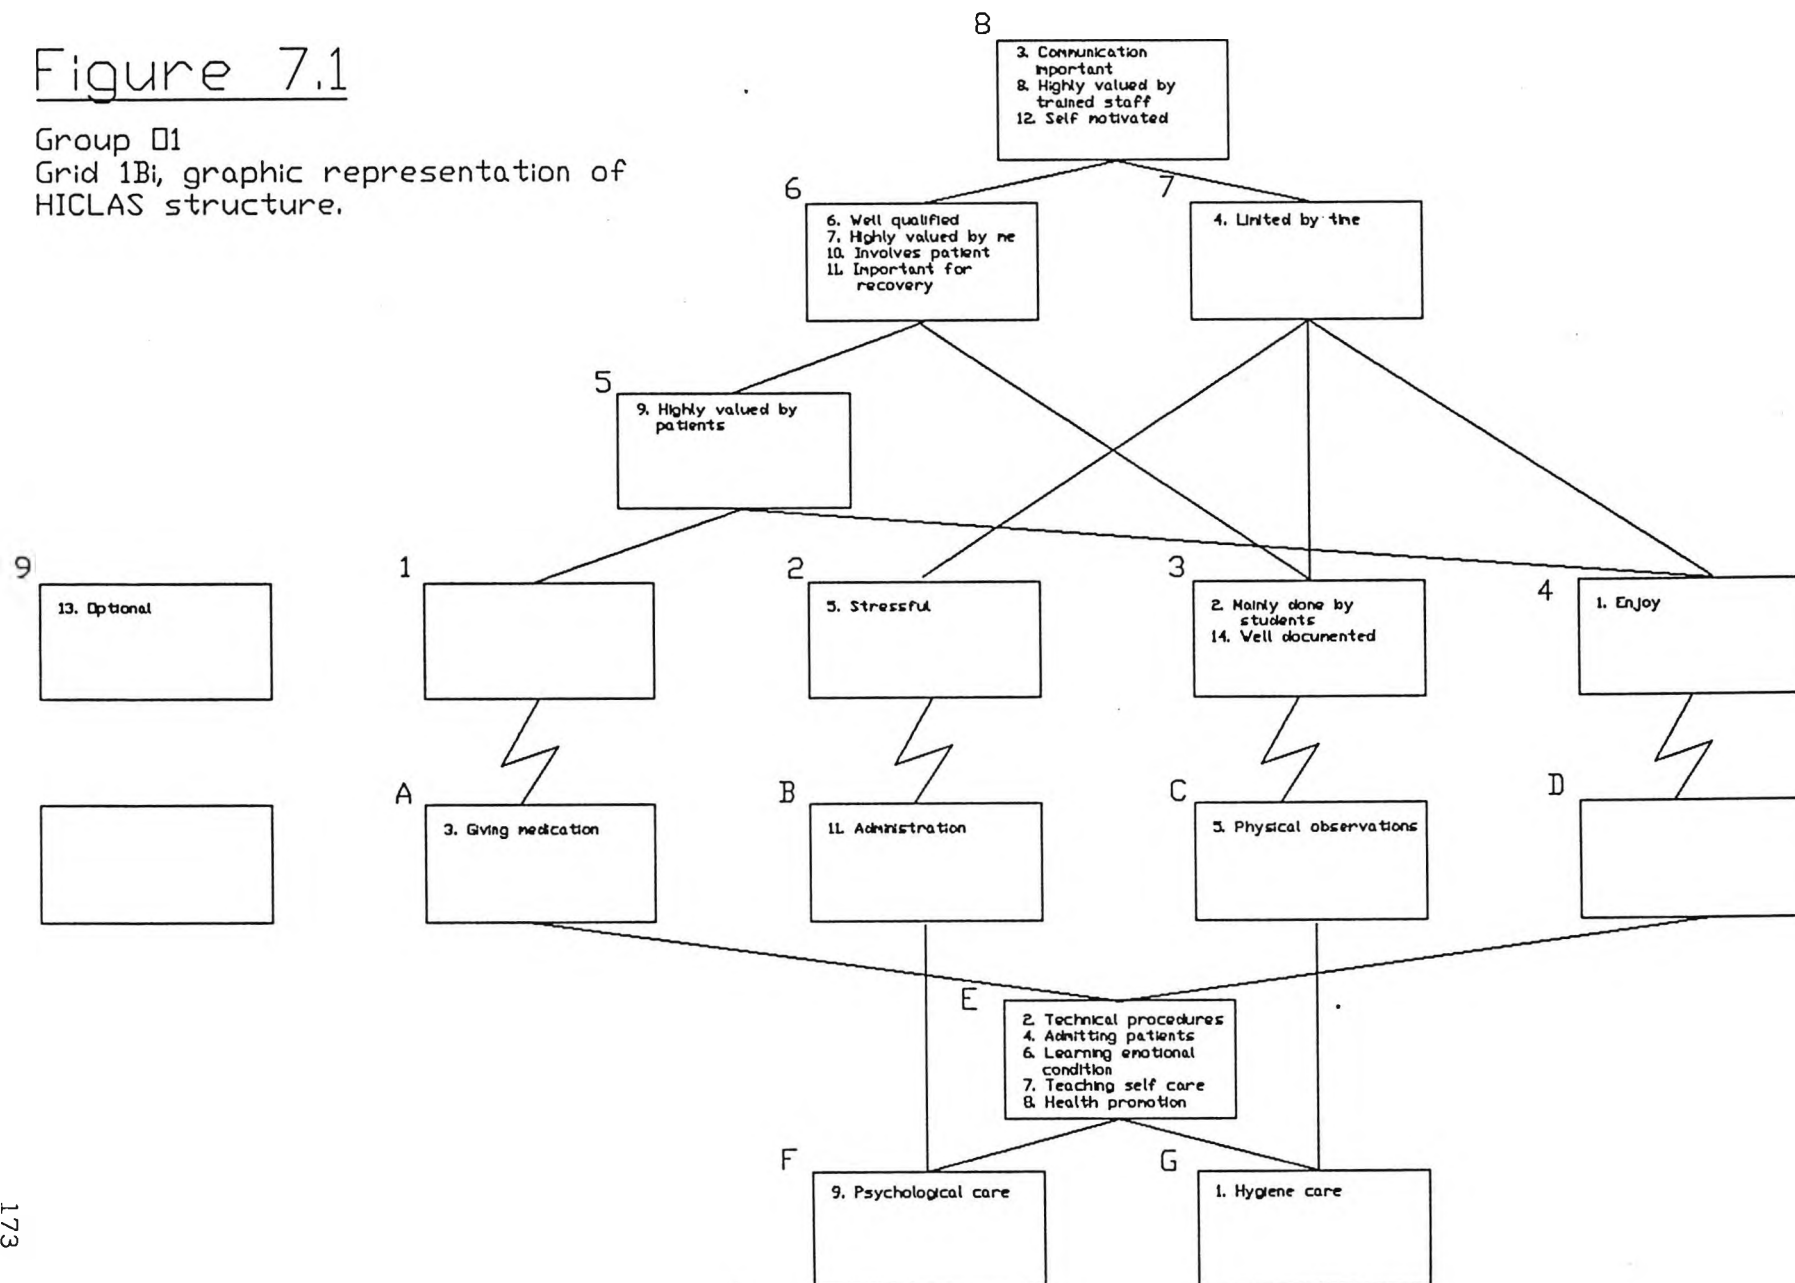 Figure 7.1
Group 01
Grid 1Bi, graphic representation of
HICLAS structure.
8
3. Communication
important
8. Highly valued by
trained staff
12. Self motivated
6
6. Well qualified
7. Highly valued by me
10. Involves patient
11. Important for
recovery
7
4. Limited by time
5
9. Highly valued by
patients
9
13. Optional
1
2
5. Stressful
3
2. Mainly done by
students
14. Well documented
4
1. Enjoy
A
3. Giving medication
B
11. Administration
C
5. Physical observations
D
E
2. Technical procedures
4. Admitting patients
6. Learning emotional
condition
7. Teaching self care
8. Health promotion
F
9. Psychological care
G
1. Hygiene care
173